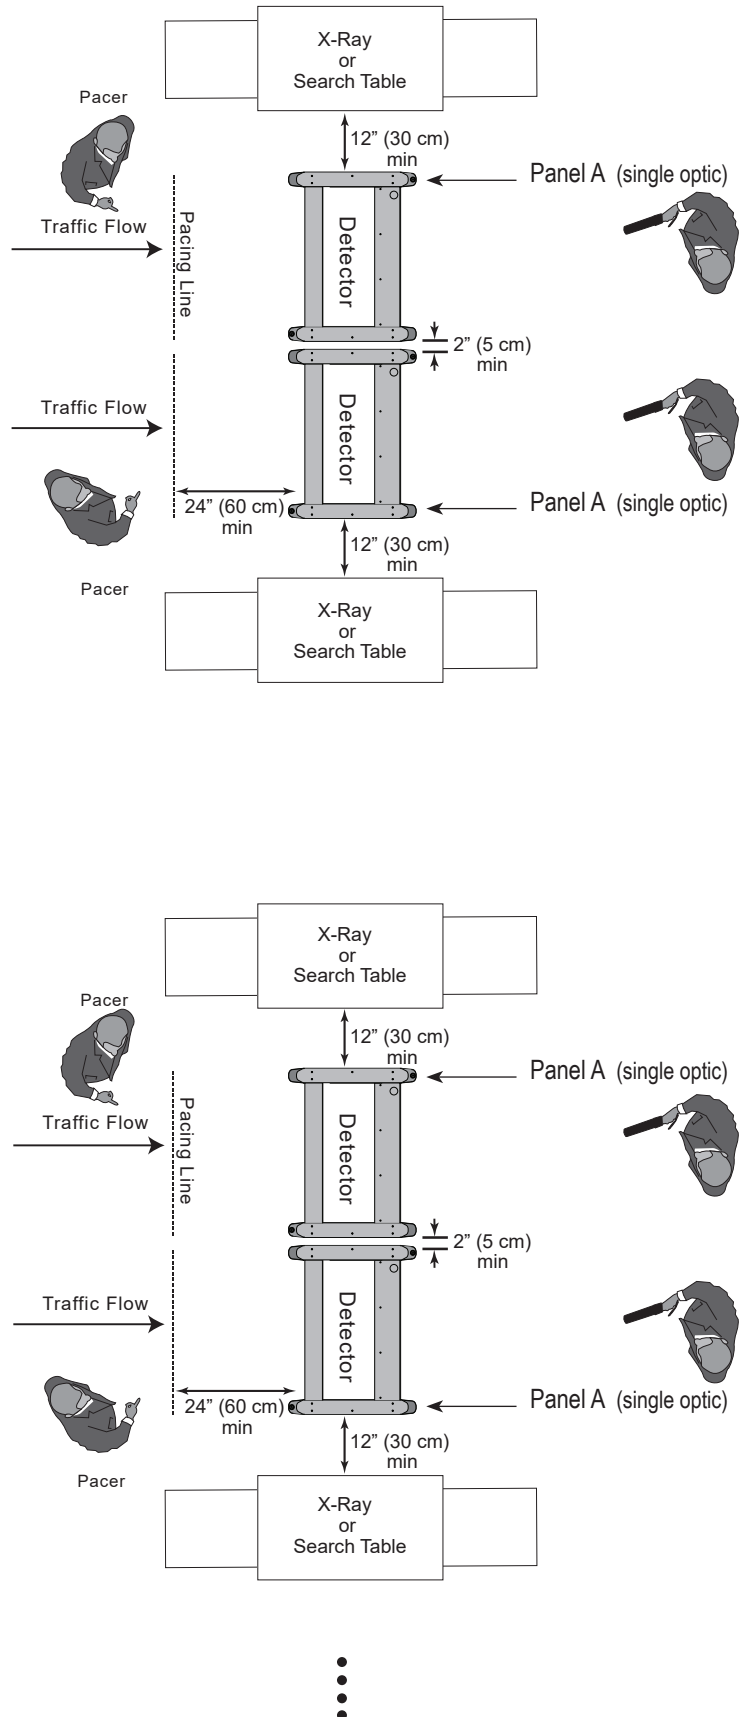 X-Ray
or
Search Table
Pacer
12” (30 cm)
min
Panel A (single optic)
Traffic Flow
Pacing Line
Detector
2” (5 cm)
min
Traffic Flow
Detector
24” (60 cm)
min
Panel A (single optic)
12” (30 cm)
min
Pacer
X-Ray
or
Search Table
X-Ray
or
Search Table
Pacer
12” (30 cm)
min
Panel A (single optic)
Traffic Flow
Pacing Line
Detector
2” (5 cm)
min
Traffic Flow
Detector
24” (60 cm)
min
Panel A (single optic)
12” (30 cm)
min
Pacer
X-Ray
or
Search Table